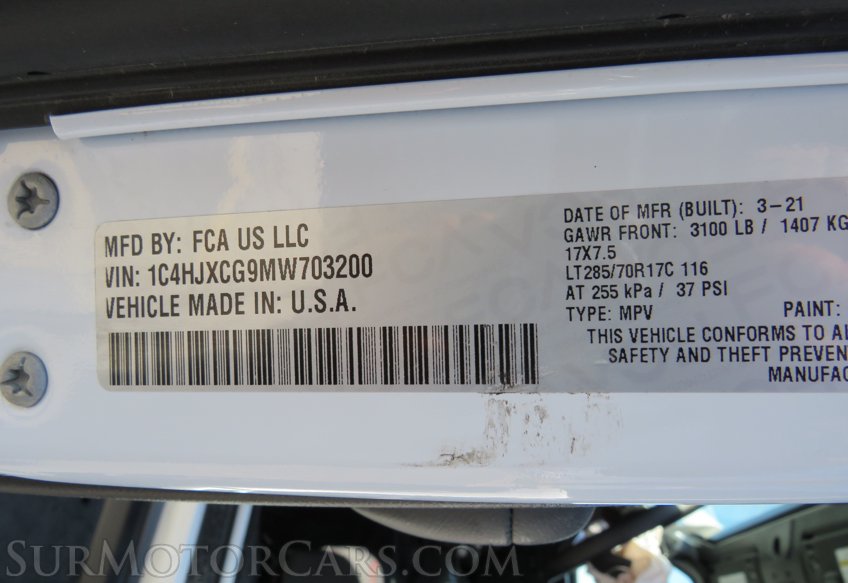 MFD BY: FCA US LLC
VIN: 1C4HJXCG9MW703200
VEHICLE MADE IN: U.S.A.
DATE OF MFR (BUILT): 3-21
GAWR FRONT: 3100 LB / 1407 KG
17X7.5
LT285/70R17C 116
AT 255 kPa / 37 PSI
TYPE: MPV PAINT:
THIS VEHICLE CONFORMS TO AL
SAFETY AND THEFT PREVEN
MANUFAC
SURMOTORCARS.COM